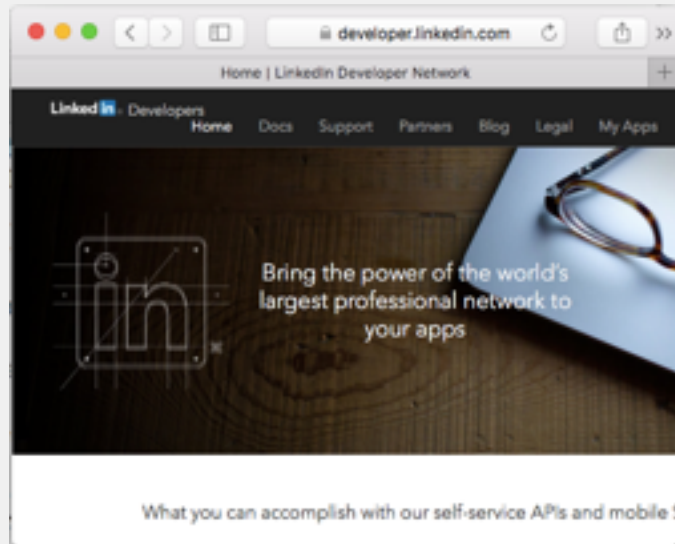 developer.linkedin.com
Home | LinkedIn Developer Network
Linked in Developers
Home Docs Support Partners Blog Legal My Apps
in
Bring the power of the world's
largest professional network to
your apps
What you can accomplish with our self-service APIs and mobile